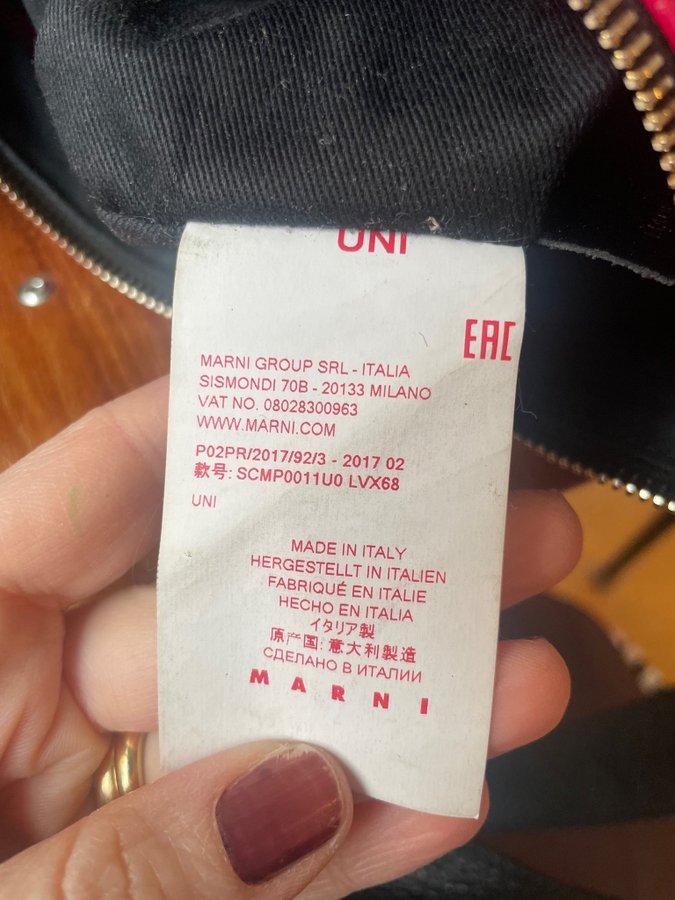 UNI
EAC
MARNI GROUP SRL - ITALIA
SISMONDI 70B - 20133 MILANO
VAT NO. 08028300963
WWW.MARNI.COM
P02PR/2017/92/3 - 2017 02
款号: SCMP0011U0 LVX68
UNI
MADE IN ITALY
HERGESTELLT IN ITALIEN
FABRIQUÉ EN ITALIE
HECHO EN ITALIA
イタリア製
原产国: 意大利製造
СДЕЛАНО В ИТАЛИИ
MARNI